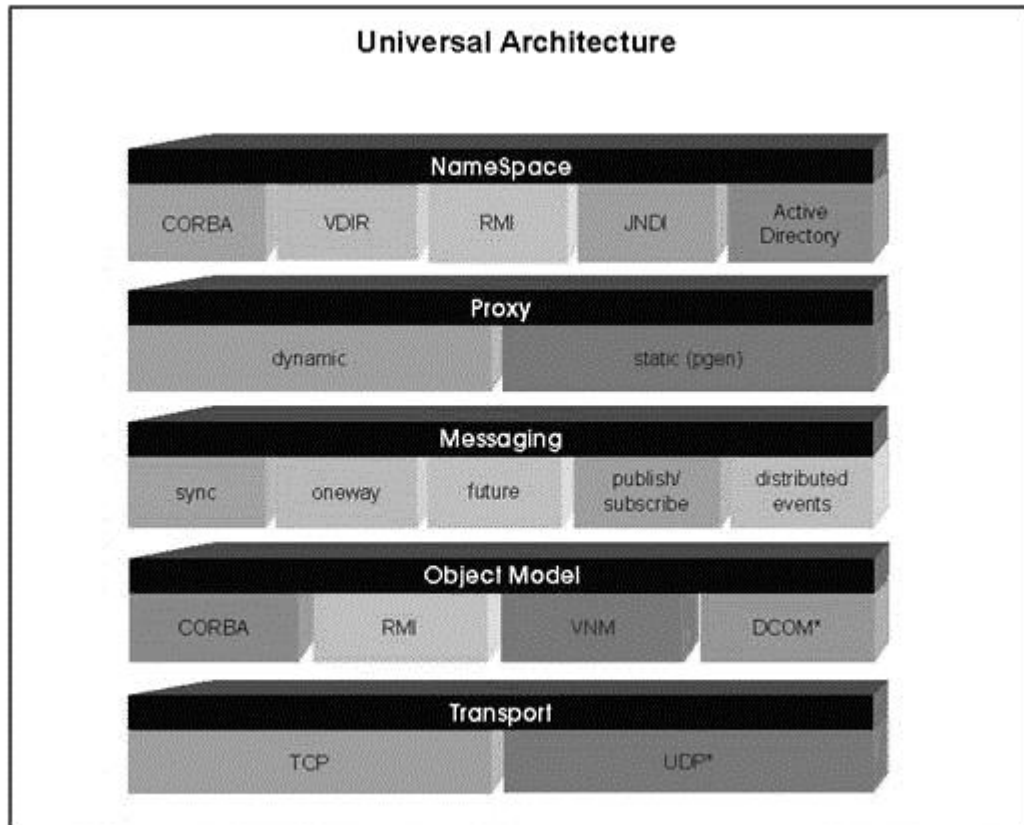 Universal Architecture
NameSpace
CORBA
VDIR
RMI
JNDI
Active
Directory
Proxy
dynamic
static (pgen)
Messaging
sync
oneway
future
publish/
subscribe
distributed
events
Object Model
CORBA
RMI
VNM
DCOM*
Transport
TCP
UDP*